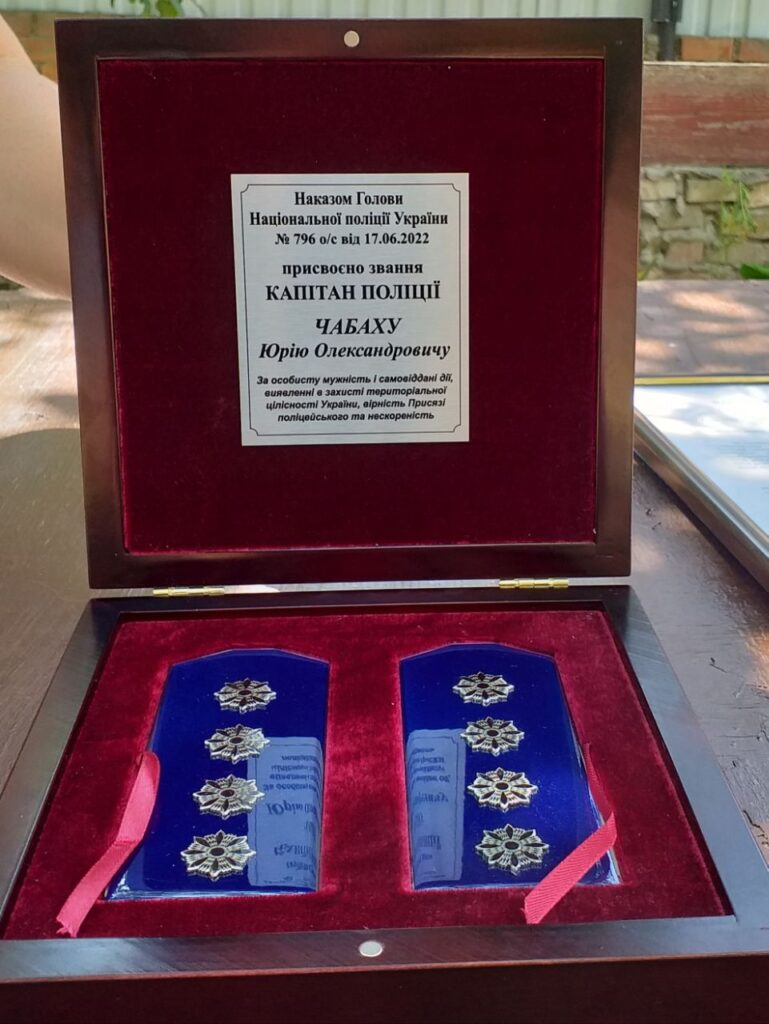 Наказом Голови
Національної поліції України
№ 796 о/с від 17.06.2022
присвоєно звання
КАПІТАН ПОЛІЦІЇ
ЧАБАХУ
Юрію Олександровичу
За особисту мужність і самовіддані дії,
виявленні в захисті територіальної
цілісності України, вірність Присязі
поліцейського та нескореність